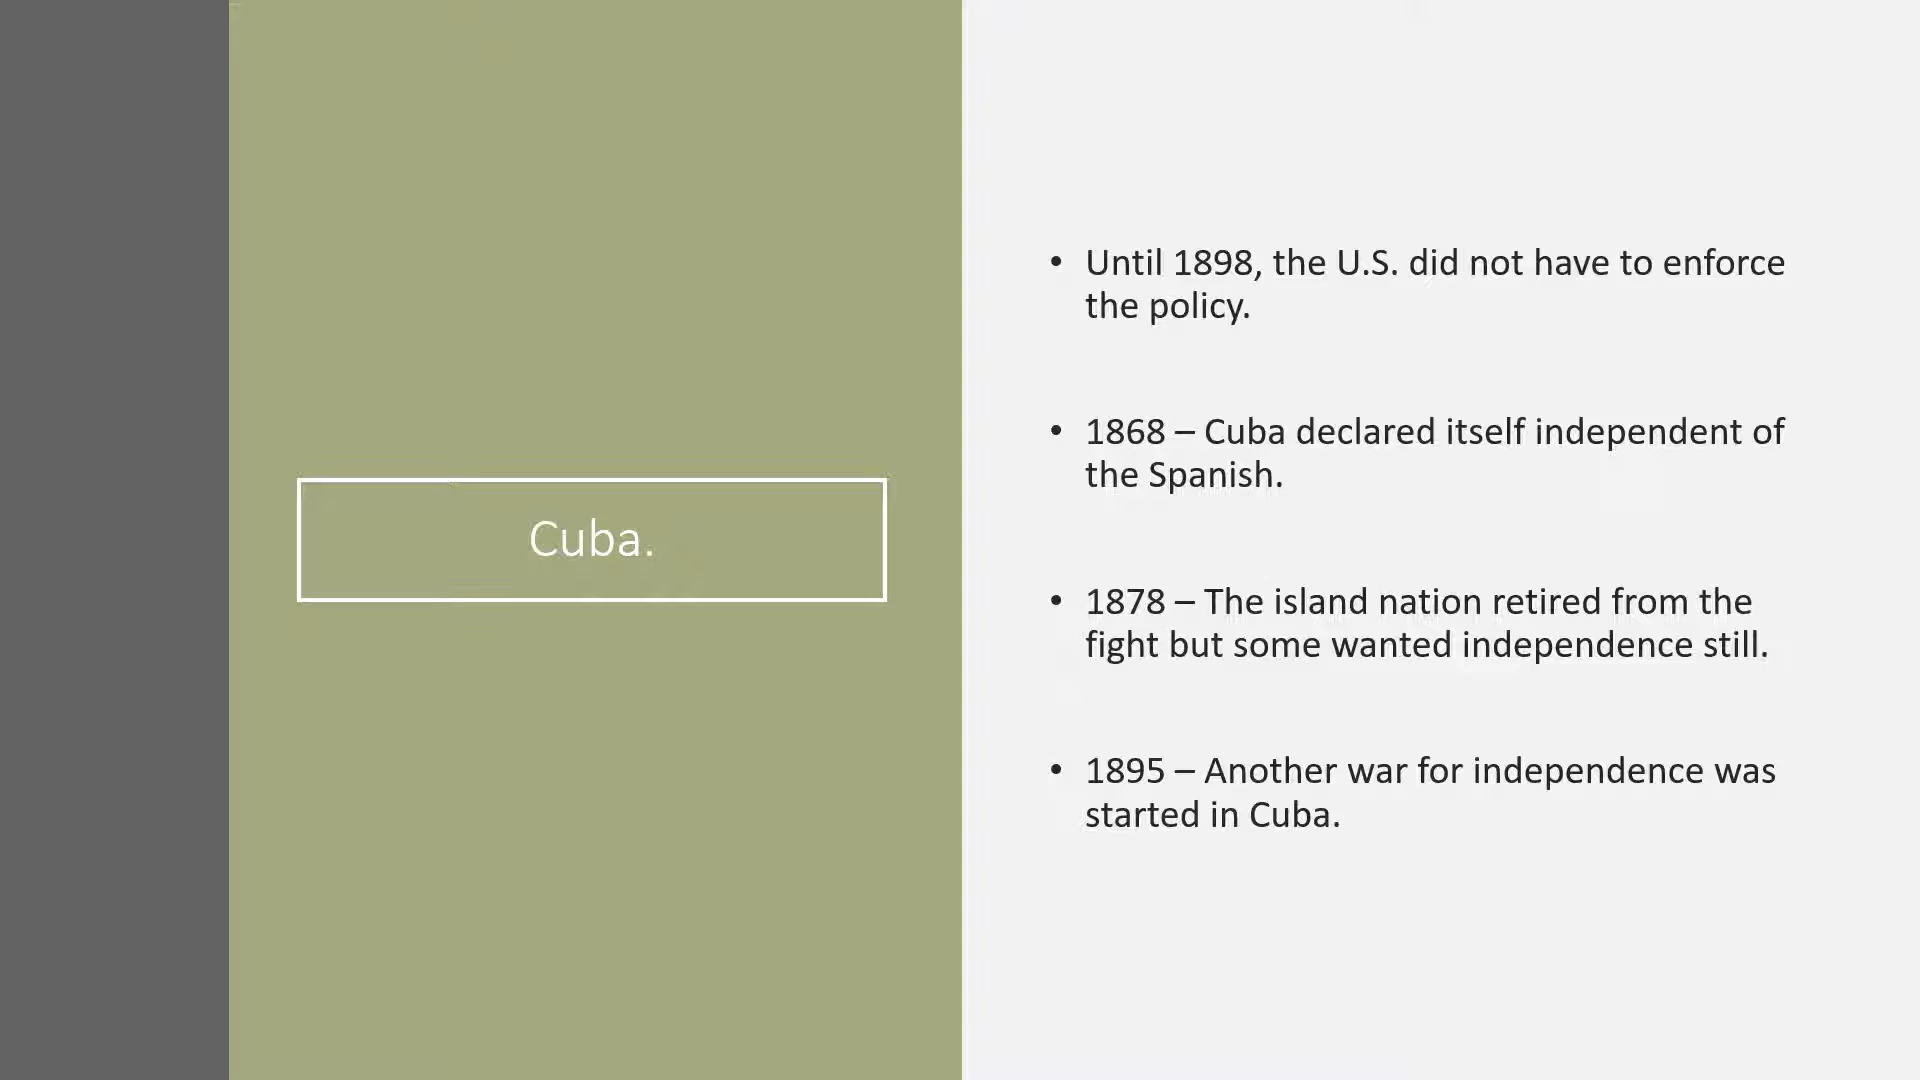 Cuba.
• Until 1898, the U.S. did not have to enforce
the policy.
• 1868 – Cuba declared itself independent of
the Spanish.
• 1878 – The island nation retired from the
fight but some wanted independence still.
• 1895 – Another war for independence was
started in Cuba.